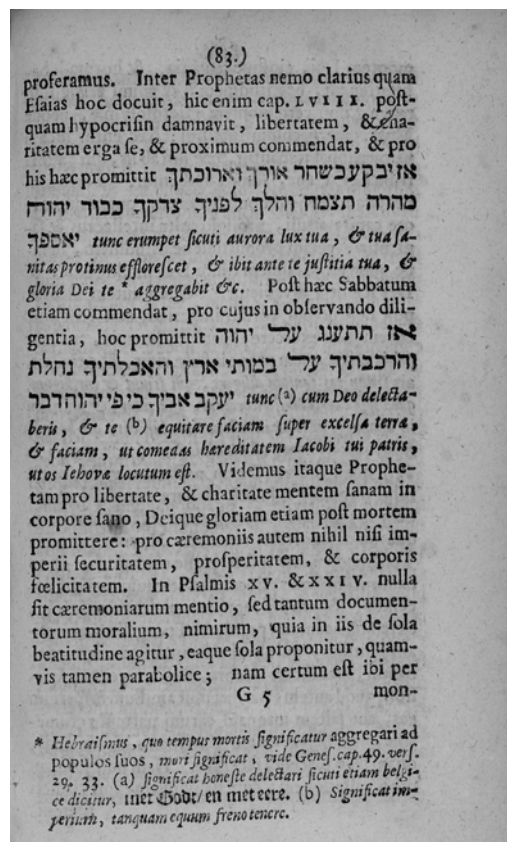 (83.)
proferamus. Inter Prophetas nemo clarius quam
Eſaias hoc docuit, hic enim cap. LVIII. poſt-
quam hypocriſin damnavit, libertatem, & cha-
ritatem erga ſe, & proximum commendat, & pro
his hæc promittit אז יבקע כשחר אורך וארוכתך
מהרה תצמח והלך לפניך צדקך כבוד יהוה
יאספך tunc erumpet ſicuti aurora lux tua, & tua ſa-
nitas protinus effloreſcet, & ibit ante te juſtitia tua, &
gloria Dei te * aggregabit &c. Poſt hæc Sabbatum
etiam commendat, pro cujus in obſervando dili-
gentia, hoc promittit אז תתענג על יהוה
והרכבתיך על במותי ארץ והאכלתיך נחלת
יעקב אביך כי פי יהוה דבר tunc (a) cum Deo delecta-
beris, & te (b) equitare faciam ſuper excelſa terræ,
& faciam, ut comedas hæreditatem Iacobi tui patris,
ut os Iehovæ locutum eſt. Videmus itaque Prophe-
tam pro libertate, & charitate mentem ſanam in
corpore ſano, Deique gloriam etiam poſt mortem
promittere: pro cæremoniis autem nihil niſi im-
perii ſecuritatem, proſperitatem, & corporis
fœlicitatem. In Pſalmis XV. & XXIV. nulla
fit cæremoniarum mentio, ſed tantum documen-
torum moralium, nimirum, quia in iis de ſola
beatitudine agitur, eaque ſola proponitur, quam-
vis tamen parabolice; nam certum eſt ibi per
G 5 mon-
* Hebraiſmus, quo tempus mortis ſignificatur aggregari ad
populos ſuos, mori ſignificat, vide Geneſ. cap. 49. verſ.
29, 33. (a) ſignificat honeſte delectari ſicuti etiam belgi-
ce dicitur, met Godt/ en met eere. (b) Significat im-
perium, tanquam equum freno tenere.